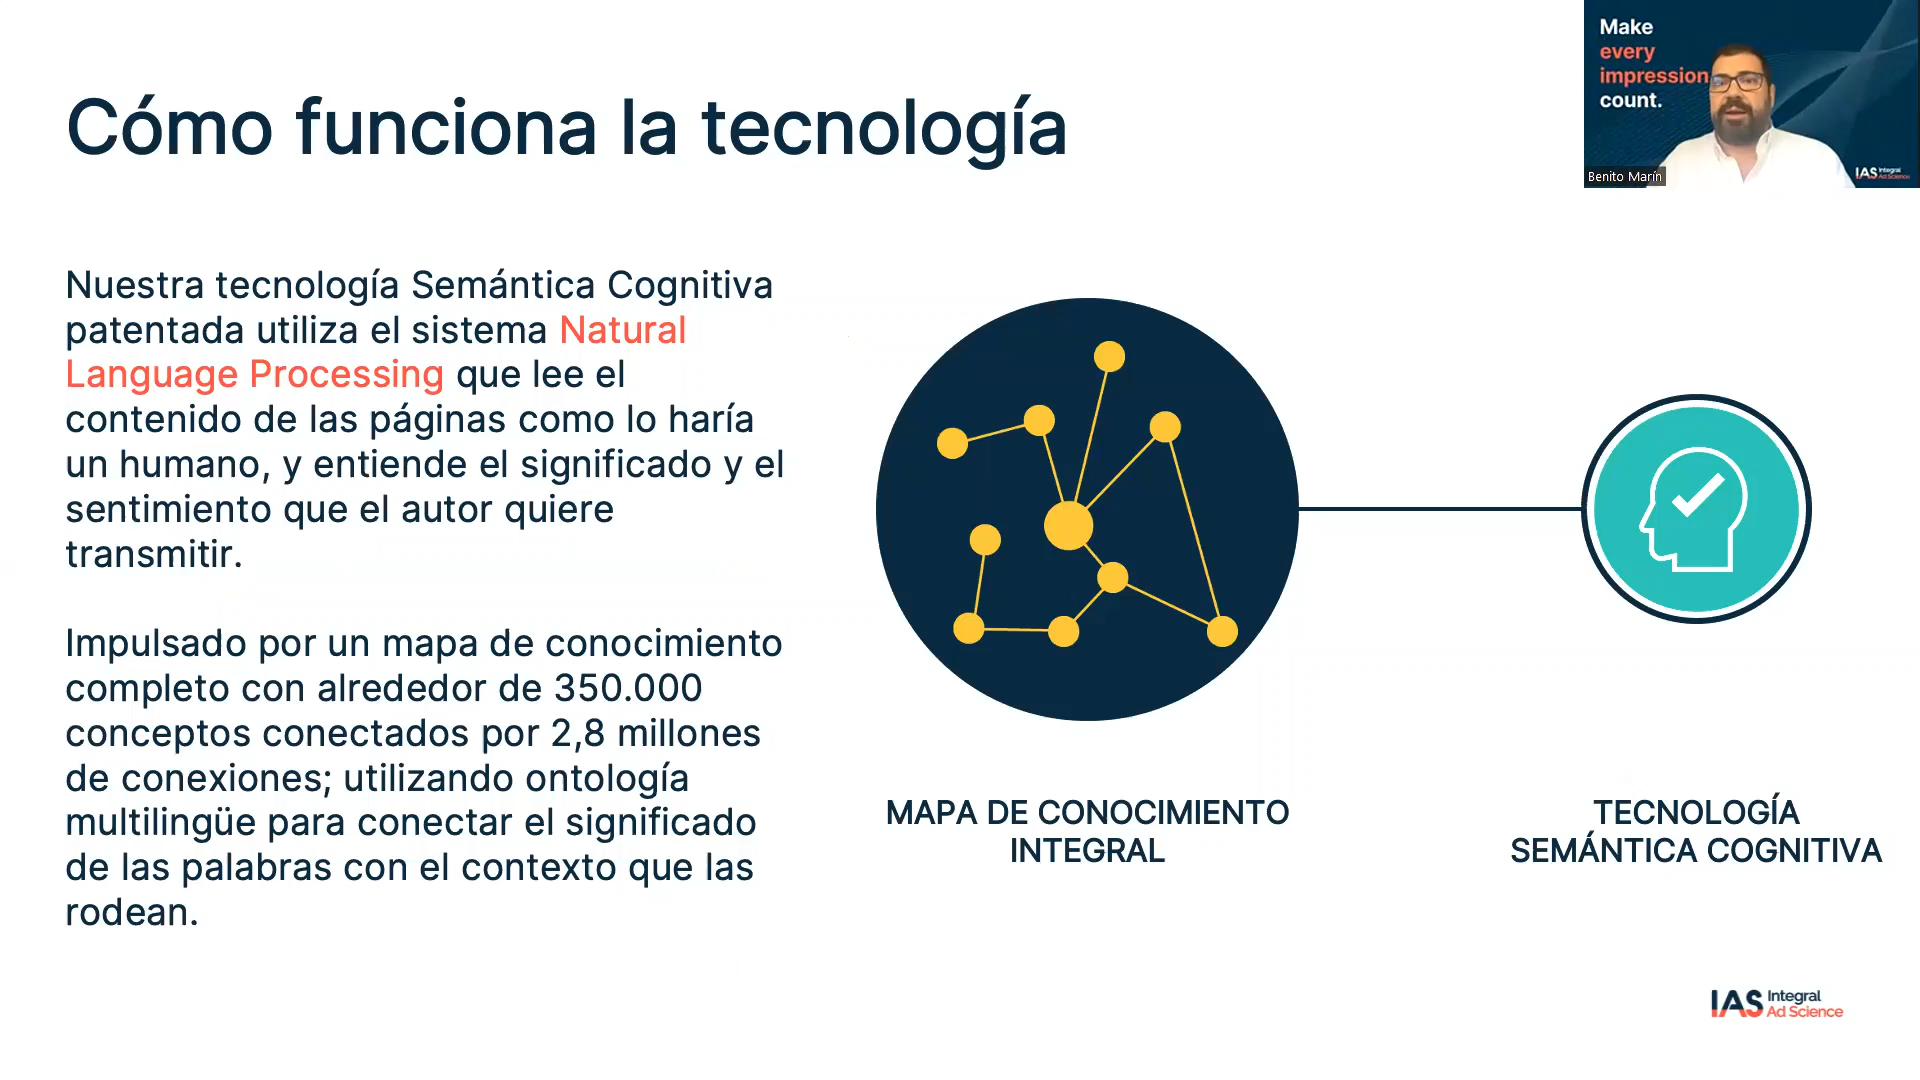 Cómo funciona la tecnología
Make
every
impression
count.
Benito Marín
IAS Integral
Ad Science
Nuestra tecnología Semántica Cognitiva
patentada utiliza el sistema Natural
Language Processing que lee el
contenido de las páginas como lo haría
un humano, y entiende el significado y el
sentimiento que el autor quiere
transmitir.
Impulsado por un mapa de conocimiento
completo con alrededor de 350.000
conceptos conectados por 2,8 millones
de conexiones; utilizando ontología
multilingüe para conectar el significado
de las palabras con el contexto que las
rodean.
MAPA DE CONOCIMIENTO
INTEGRAL
TECNOLOGÍA
SEMÁNTICA COGNITIVA
IAS Integral
Ad Science